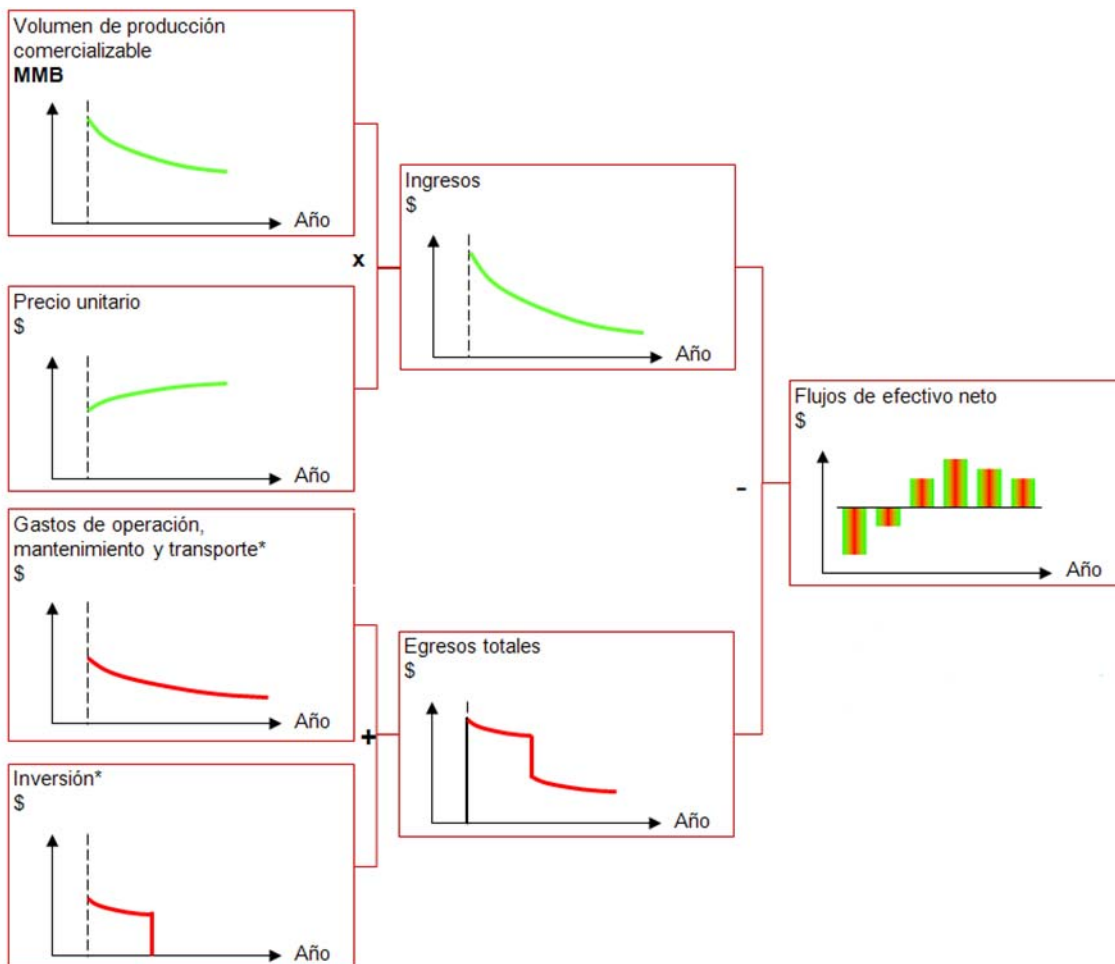 Volumen de producción
comercializable
MMB
Año
x
Precio unitario
$
Año
Ingresos
$
Año
Gastos de operación,
mantenimiento y transporte*
$
Año
+
Inversión*
$
Año
Egresos totales
$
Año
-
Flujos de efectivo neto
$
Año